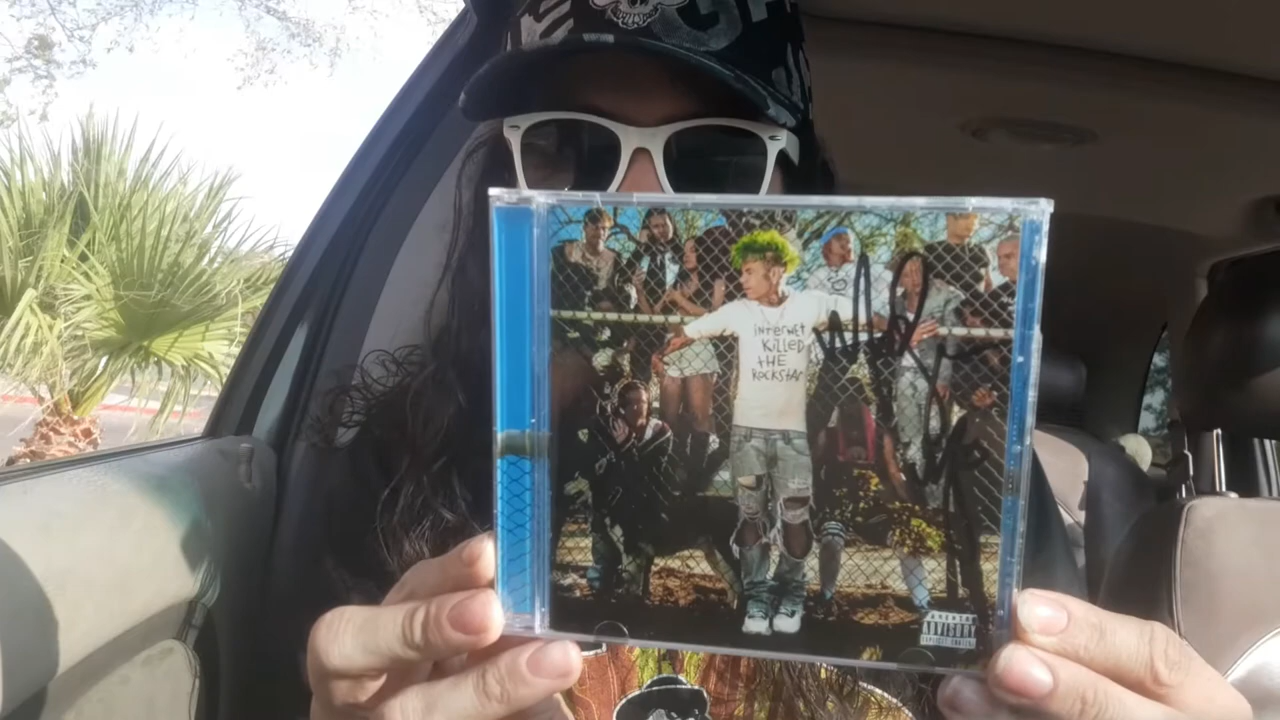 INTERNET
KILLED
THE
ROCKSTAR
PARENTAL
ADVISORY
EXPLICIT CONTENT